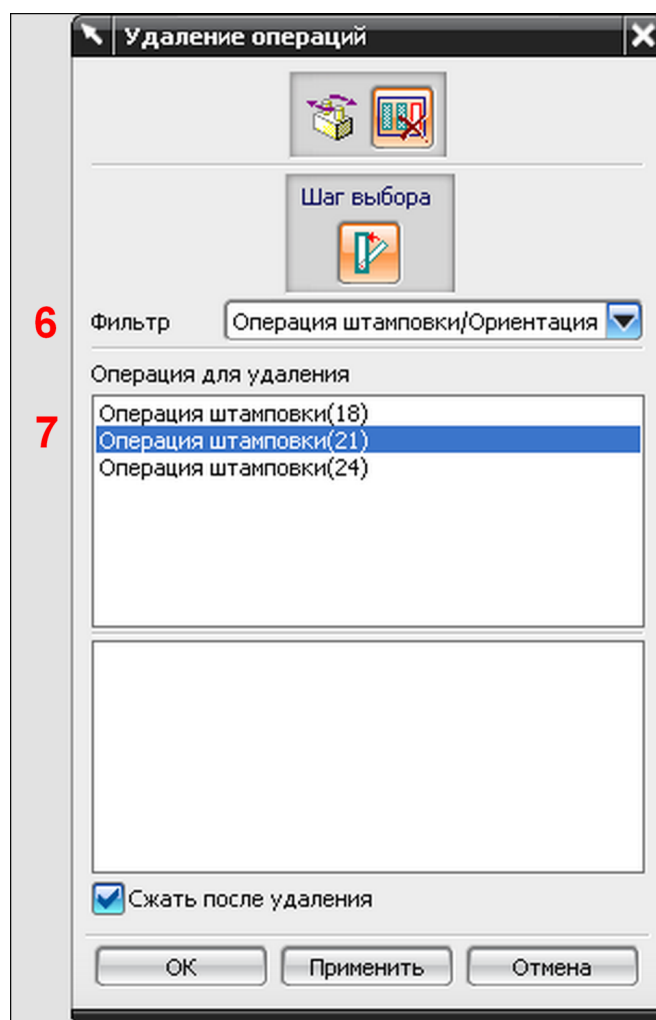 Удаление операций
Шаг выбора
6
Фильтр
Операция штамповки/Ориентация
Операция для удаления
7
Операция штамповки(18)
Операция штамповки(21)
Операция штамповки(24)
Сжать после удаления
ОК
Применить
Отмена